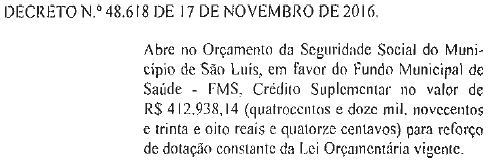 DECRETO N.º 48.618 DE 17 DE NOVEMBRO DE 2016.
Abre no Orçamento da Seguridade Social do Muni-
cípio de São Luís, em favor do Fundo Municipal de
Saúde - FMS, Crédito Suplementar no valor de
R$ 412.938,14 (quatrocentos e doze mil, novecentos
e trinta e oito reais e quatorze centavos) para reforço
de dotação constante da Lei Orçamentária vigente.